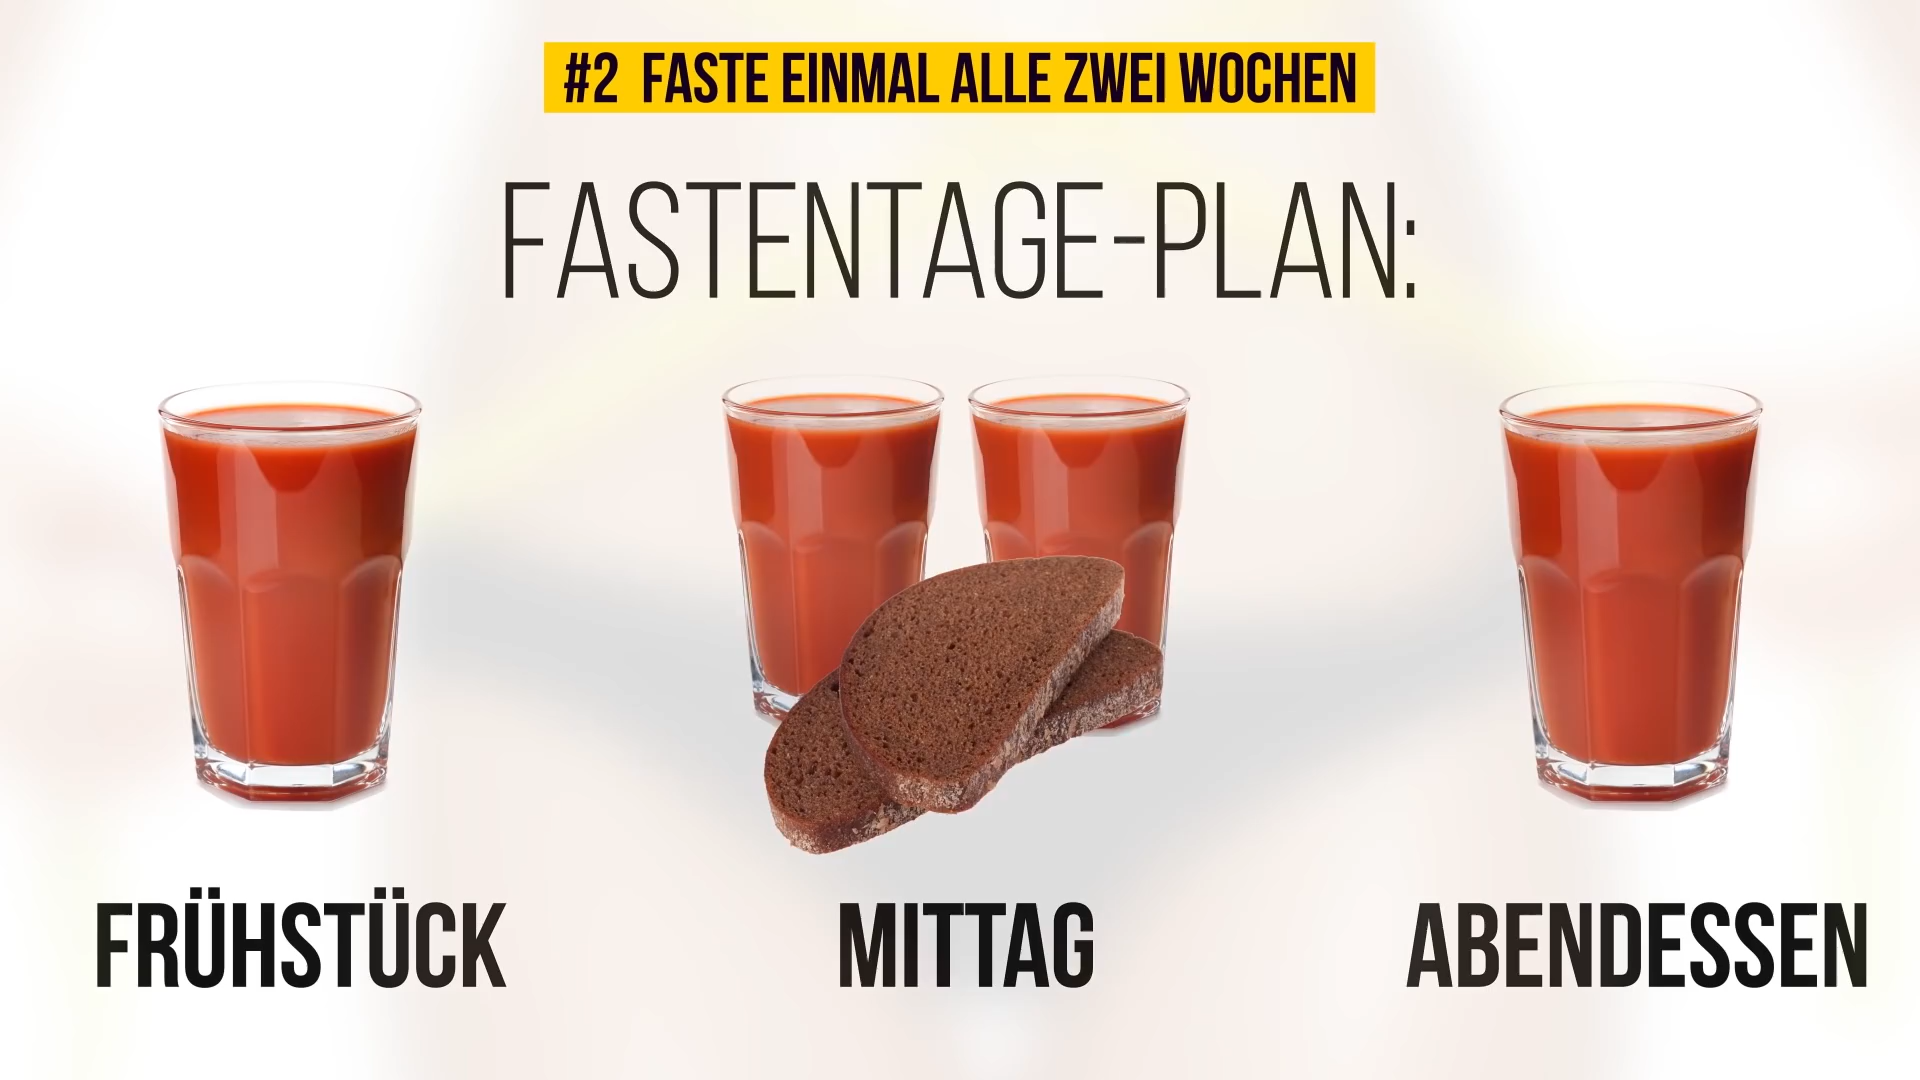 #2 FASTE EINMAL ALLE ZWEI WOCHEN
FASTENTAGE-PLAN:
FRÜHSTÜCK
MITTAG
ABENDESSEN